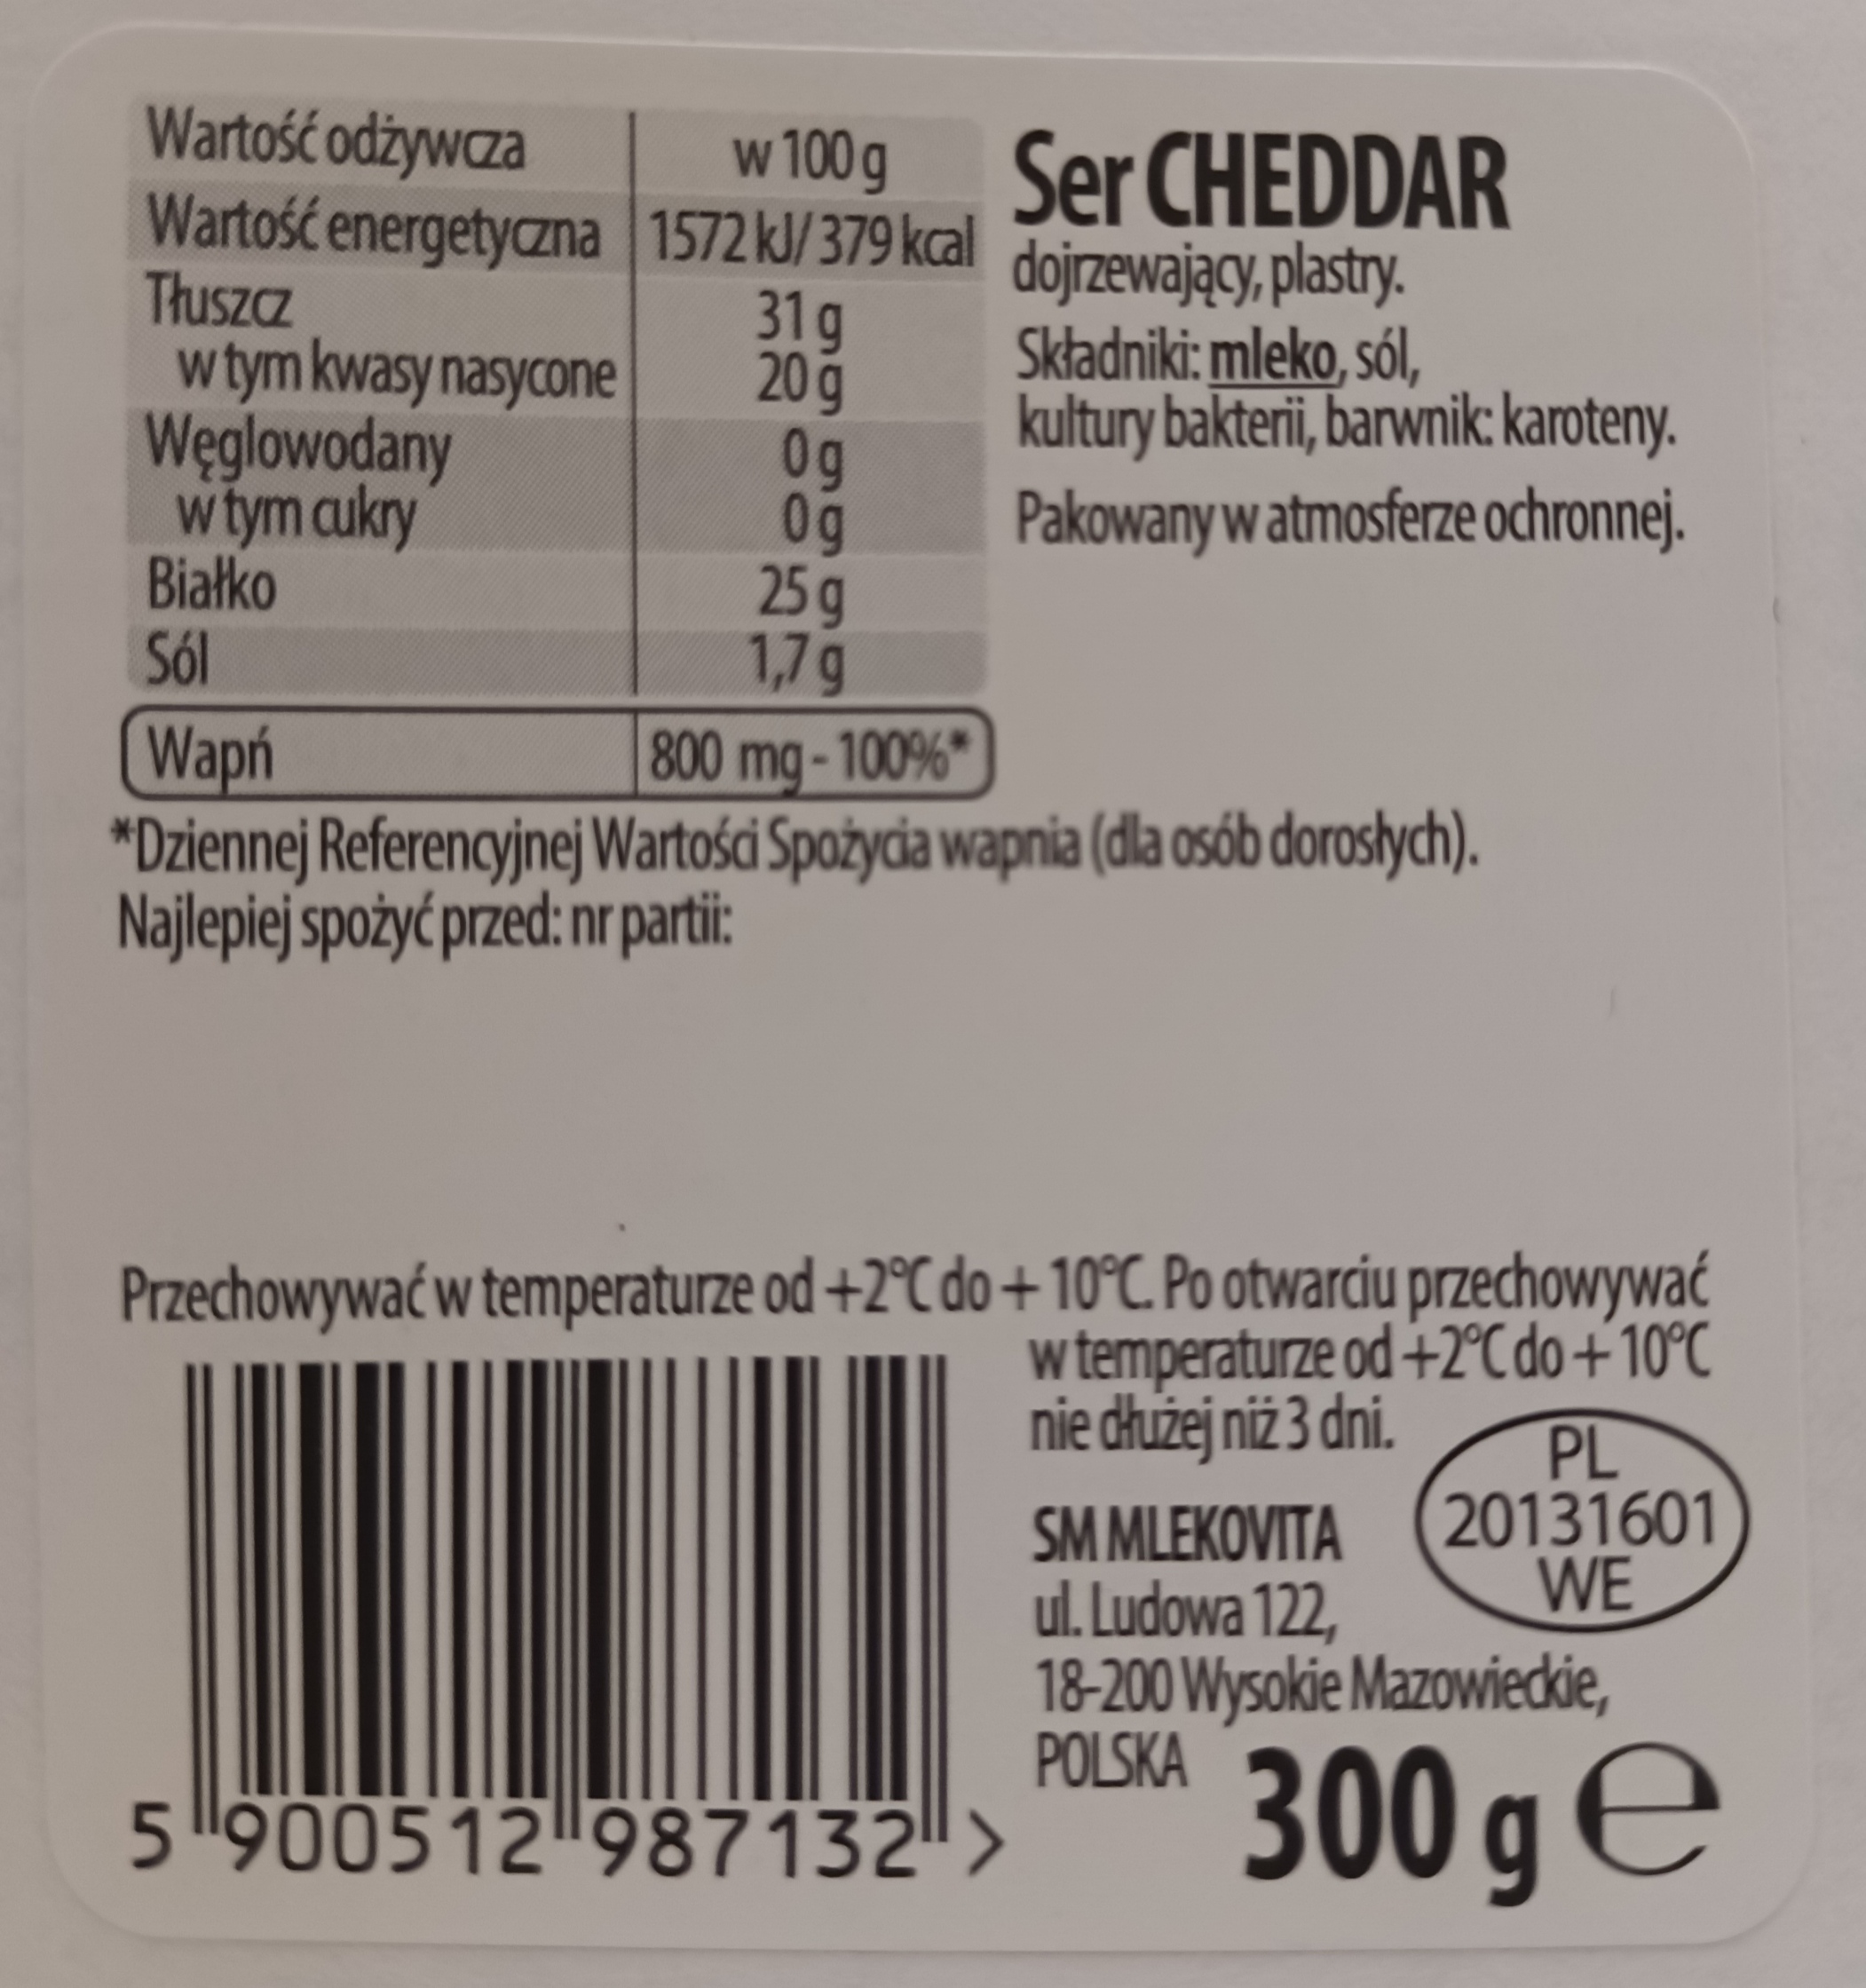 Wartość odżywcza w 100 g
Wartość energetyczna 1572 kJ/ 379 kcal
Tłuszcz 31 g
w tym kwasy nasycone 20 g
Węglowodany 0 g
w tym cukry 0 g
Białko 25 g
Sól 1,7 g
Wapń 800 mg - 100%*
Ser CHEDDAR
dojrzewający, plastry.
Składniki: mleko, sól,
kultury bakterii, barwnik: karoteny.
Pakowany w atmosferze ochronnej.
*Dziennej Referencyjnej Wartości Spożycia wapnia (dla osób dorosłych).
Najlepiej spożyć przed: nr partii:
Przechowywać w temperaturze od +2°C do + 10°C. Po otwarciu przechowywać
w temperaturze od +2°C do + 10°C
nie dłużej niż 3 dni.
PL
20131601
WE
SM MLEKOVITA
ul. Ludowa 122,
18-200 Wysokie Mazowieckie,
POLSKA
300 g e
5 900512 987132 >